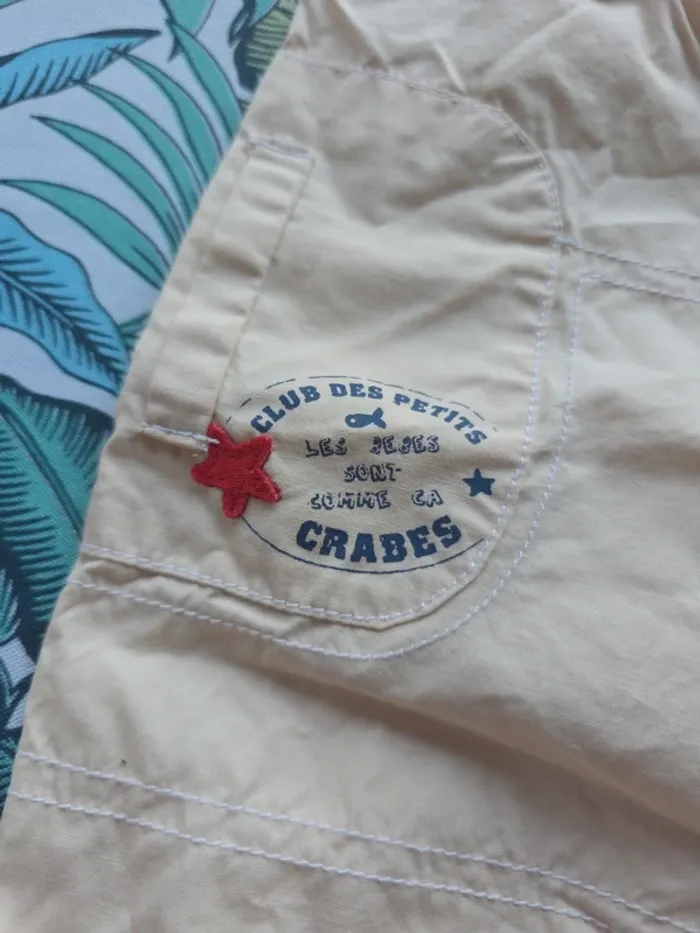 CLUB DES PETITS
LES BEBES
SONT
COMME CA
CRABES